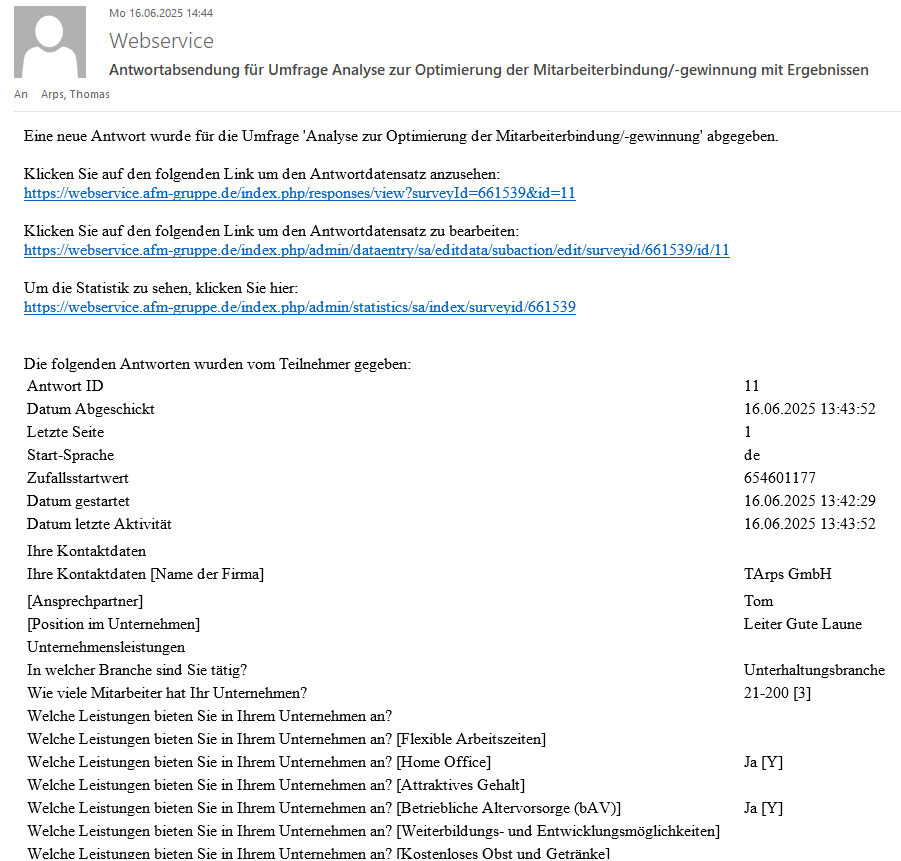 Mo 16.06.2025 14:44
Webservice
Antwortabsendung für Umfrage Analyse zur Optimierung der Mitarbeiterbindung/-gewinnung mit Ergebnissen
An Arps, Thomas
Eine neue Antwort wurde für die Umfrage 'Analyse zur Optimierung der Mitarbeiterbindung/-gewinnung' abgegeben.
Klicken Sie auf den folgenden Link um den Antwortdatensatz anzusehen:
https://webservice.afm-gruppe.de/index.php/responses/view?surveyId=661539&id=11
Klicken Sie auf den folgenden Link um den Antwortdatensatz zu bearbeiten:
https://webservice.afm-gruppe.de/index.php/admin/dataentry/sa/editdata/subaction/edit/surveyid/661539/id/11
Um die Statistik zu sehen, klicken Sie hier:
https://webservice.afm-gruppe.de/index.php/admin/statistics/sa/index/surveyid/661539
Die folgenden Antworten wurden vom Teilnehmer gegeben:
Antwort ID 11
Datum Abgeschickt 16.06.2025 13:43:52
Letzte Seite 1
Start-Sprache de
Zufallsstartwert 654601177
Datum gestartet 16.06.2025 13:42:29
Datum letzte Aktivität 16.06.2025 13:43:52
Ihre Kontaktdaten
Ihre Kontaktdaten [Name der Firma] TArps GmbH
[Ansprechpartner] Tom
[Position im Unternehmen] Leiter Gute Laune
Unternehmensleistungen
In welcher Branche sind Sie tätig? Unterhaltungsbranche
Wie viele Mitarbeiter hat Ihr Unternehmen? 21-200 [3]
Welche Leistungen bieten Sie in Ihrem Unternehmen an?
Welche Leistungen bieten Sie in Ihrem Unternehmen an? [Flexible Arbeitszeiten]
Welche Leistungen bieten Sie in Ihrem Unternehmen an? [Home Office] Ja [Y]
Welche Leistungen bieten Sie in Ihrem Unternehmen an? [Attraktives Gehalt]
Welche Leistungen bieten Sie in Ihrem Unternehmen an? [Betriebliche Altervorsorge (bAV)] Ja [Y]
Welche Leistungen bieten Sie in Ihrem Unternehmen an? [Weiterbildungs- und Entwicklungsmöglichkeiten]
Welche Leistungen bieten Sie in Ihrem Unternehmen an? [Kostenloses Obst und Getränke]